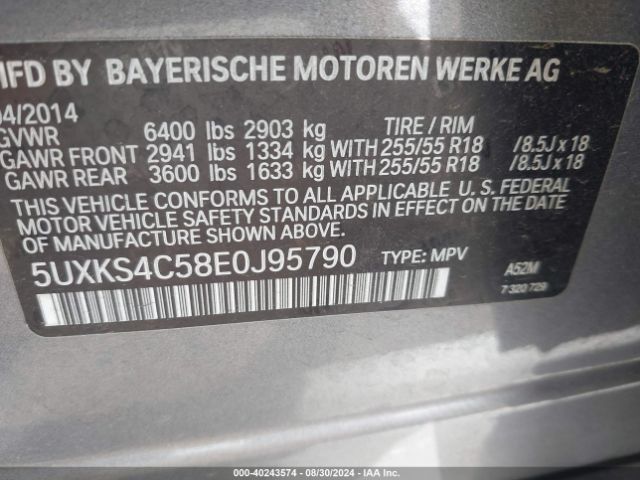 MFD BY BAYERISCHE MOTOREN WERKE AG
04/2014
GVWR 6400 lbs 2903 kg TIRE / RIM
GAWR FRONT 2941 lbs 1334 kg WITH 255/55 R18 /8.5J x 18
GAWR REAR 3600 lbs 1633 kg WITH 255/55 R18 /8.5J x 18
THIS VEHICLE CONFORMS TO ALL APPLICABLE U. S. FEDERAL
MOTOR VEHICLE SAFETY STANDARDS IN EFFECT ON THE DATE
OF MANUFACTURE SHOWN ABOVE.
5UXKS4C58E0J95790 TYPE: MPV A52M
7 320 729
000-40243574 | 08/30/2024 | IAA Inc.